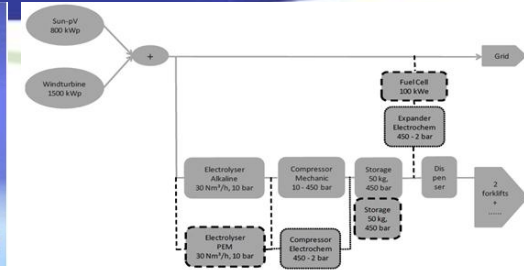 Sun-pV
800 kWp
+
Grid
Windturbine
1500 kWp
Fuel Cell
100 kWe
Expander
Electrochem
450 - 2 bar
Electrolyser
Alkaline
30 Nm³/h, 10 bar
Compressor
Mechanic
10 - 450 bar
Storage
50 kg,
450 bar
Dis
pen
ser
2
forklifts
+
......
Storage
50 kg,
450 bar
Electrolyser
PEM
30 Nm³/h, 10 bar
Compressor
Electrochem
450 - 2 bar